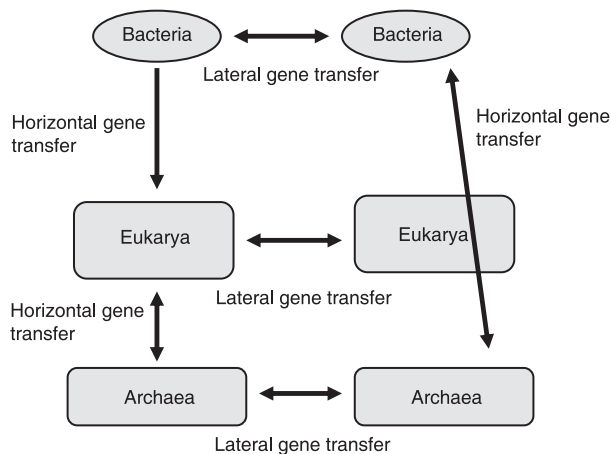 Bacteria
Bacteria
Lateral gene transfer
Horizontal gene
transfer
Horizontal gene
transfer
Eukarya
Eukarya
Lateral gene transfer
Horizontal gene
transfer
Archaea
Archaea
Lateral gene transfer